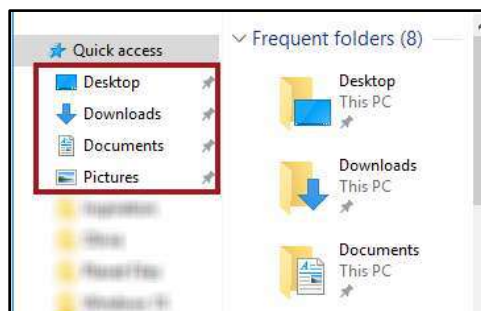 Quick access
Desktop
Downloads
Documents
Pictures
Frequent folders (8)
Desktop
This PC
Downloads
This PC
Documents
This PC